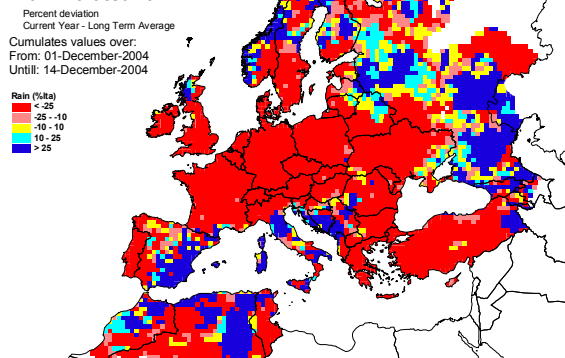 Percent deviation
Current Year - Long Term Average
Cumulates values over:
From: 01-December-2004
Untill: 14-December-2004
Rain (%lta)
< -25
-25 - -10
-10 - 10
10 - 25
> 25